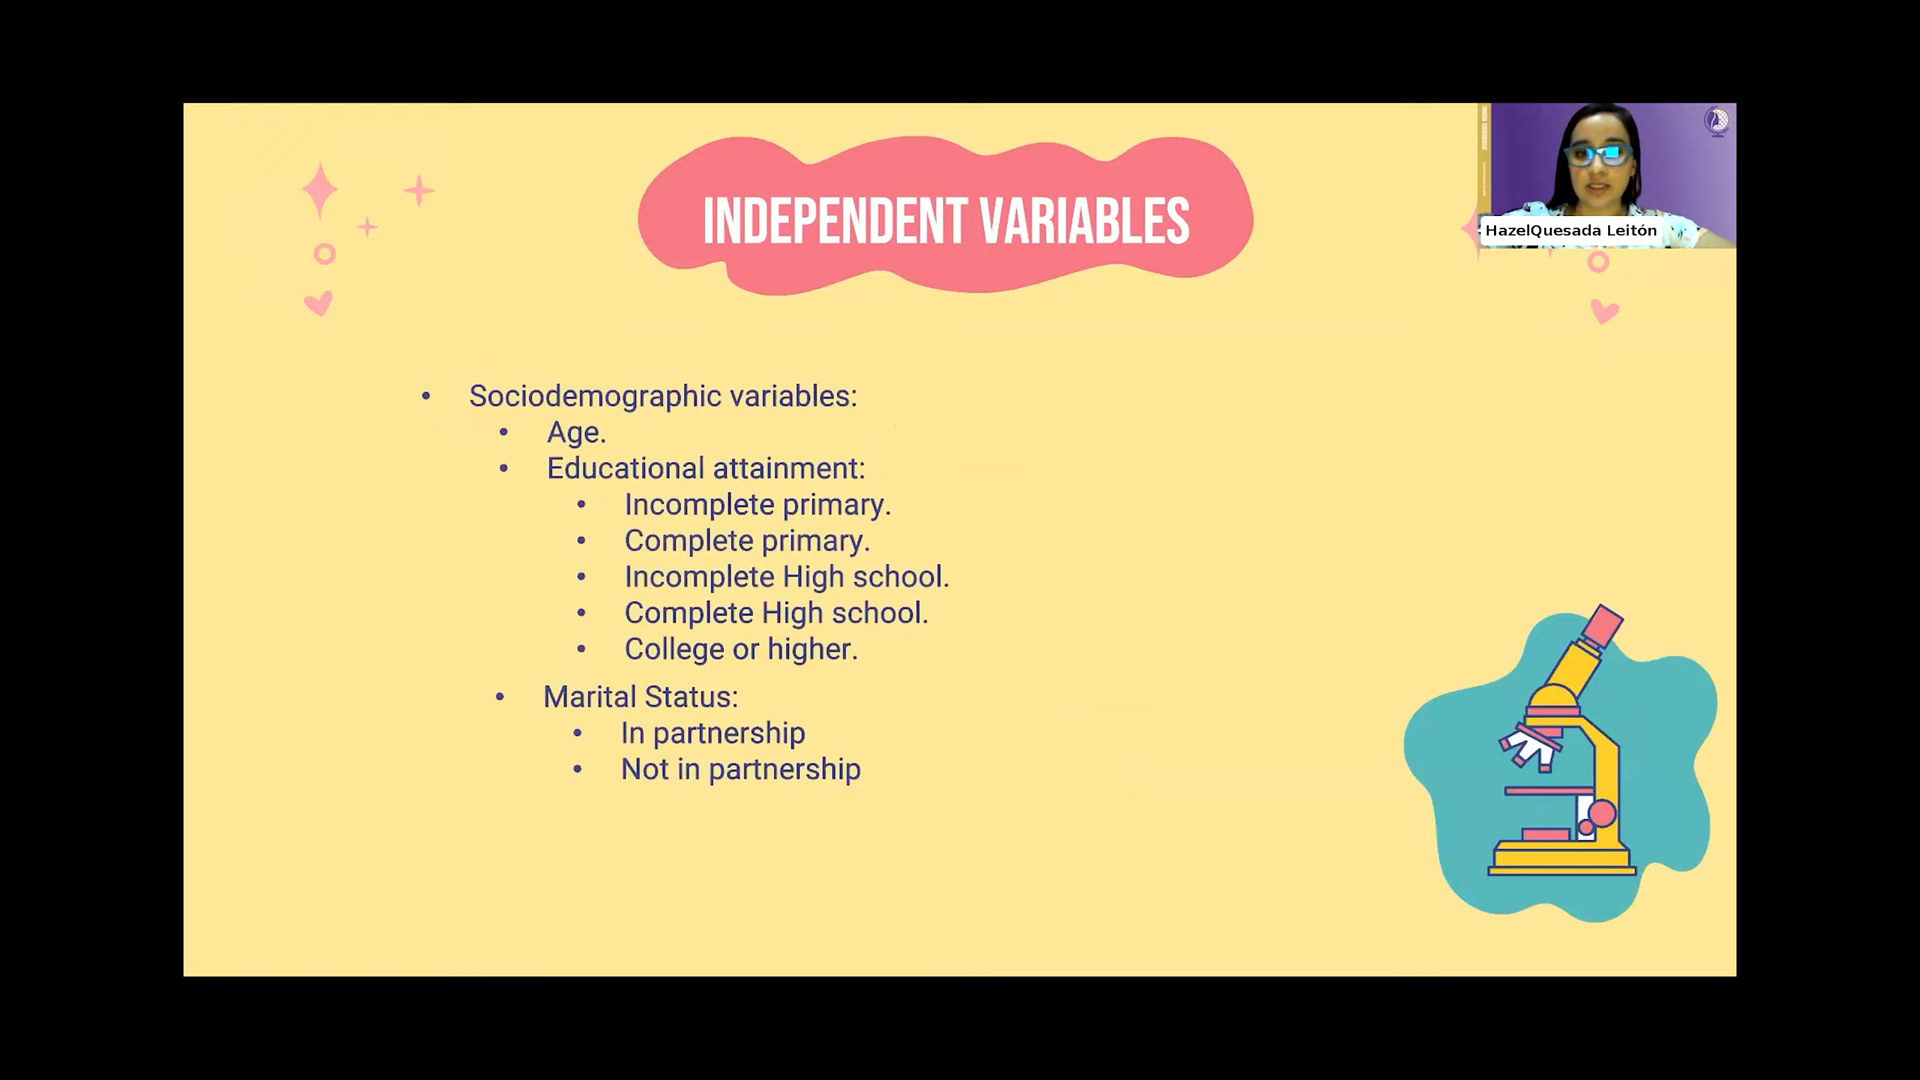 INDEPENDENT VARIABLES
HazelQuesada Leitón
• Sociodemographic variables:
• Age.
• Educational attainment:
• Incomplete primary.
• Complete primary.
• Incomplete High school.
• Complete High school.
• College or higher.
• Marital Status:
• In partnership
• Not in partnership